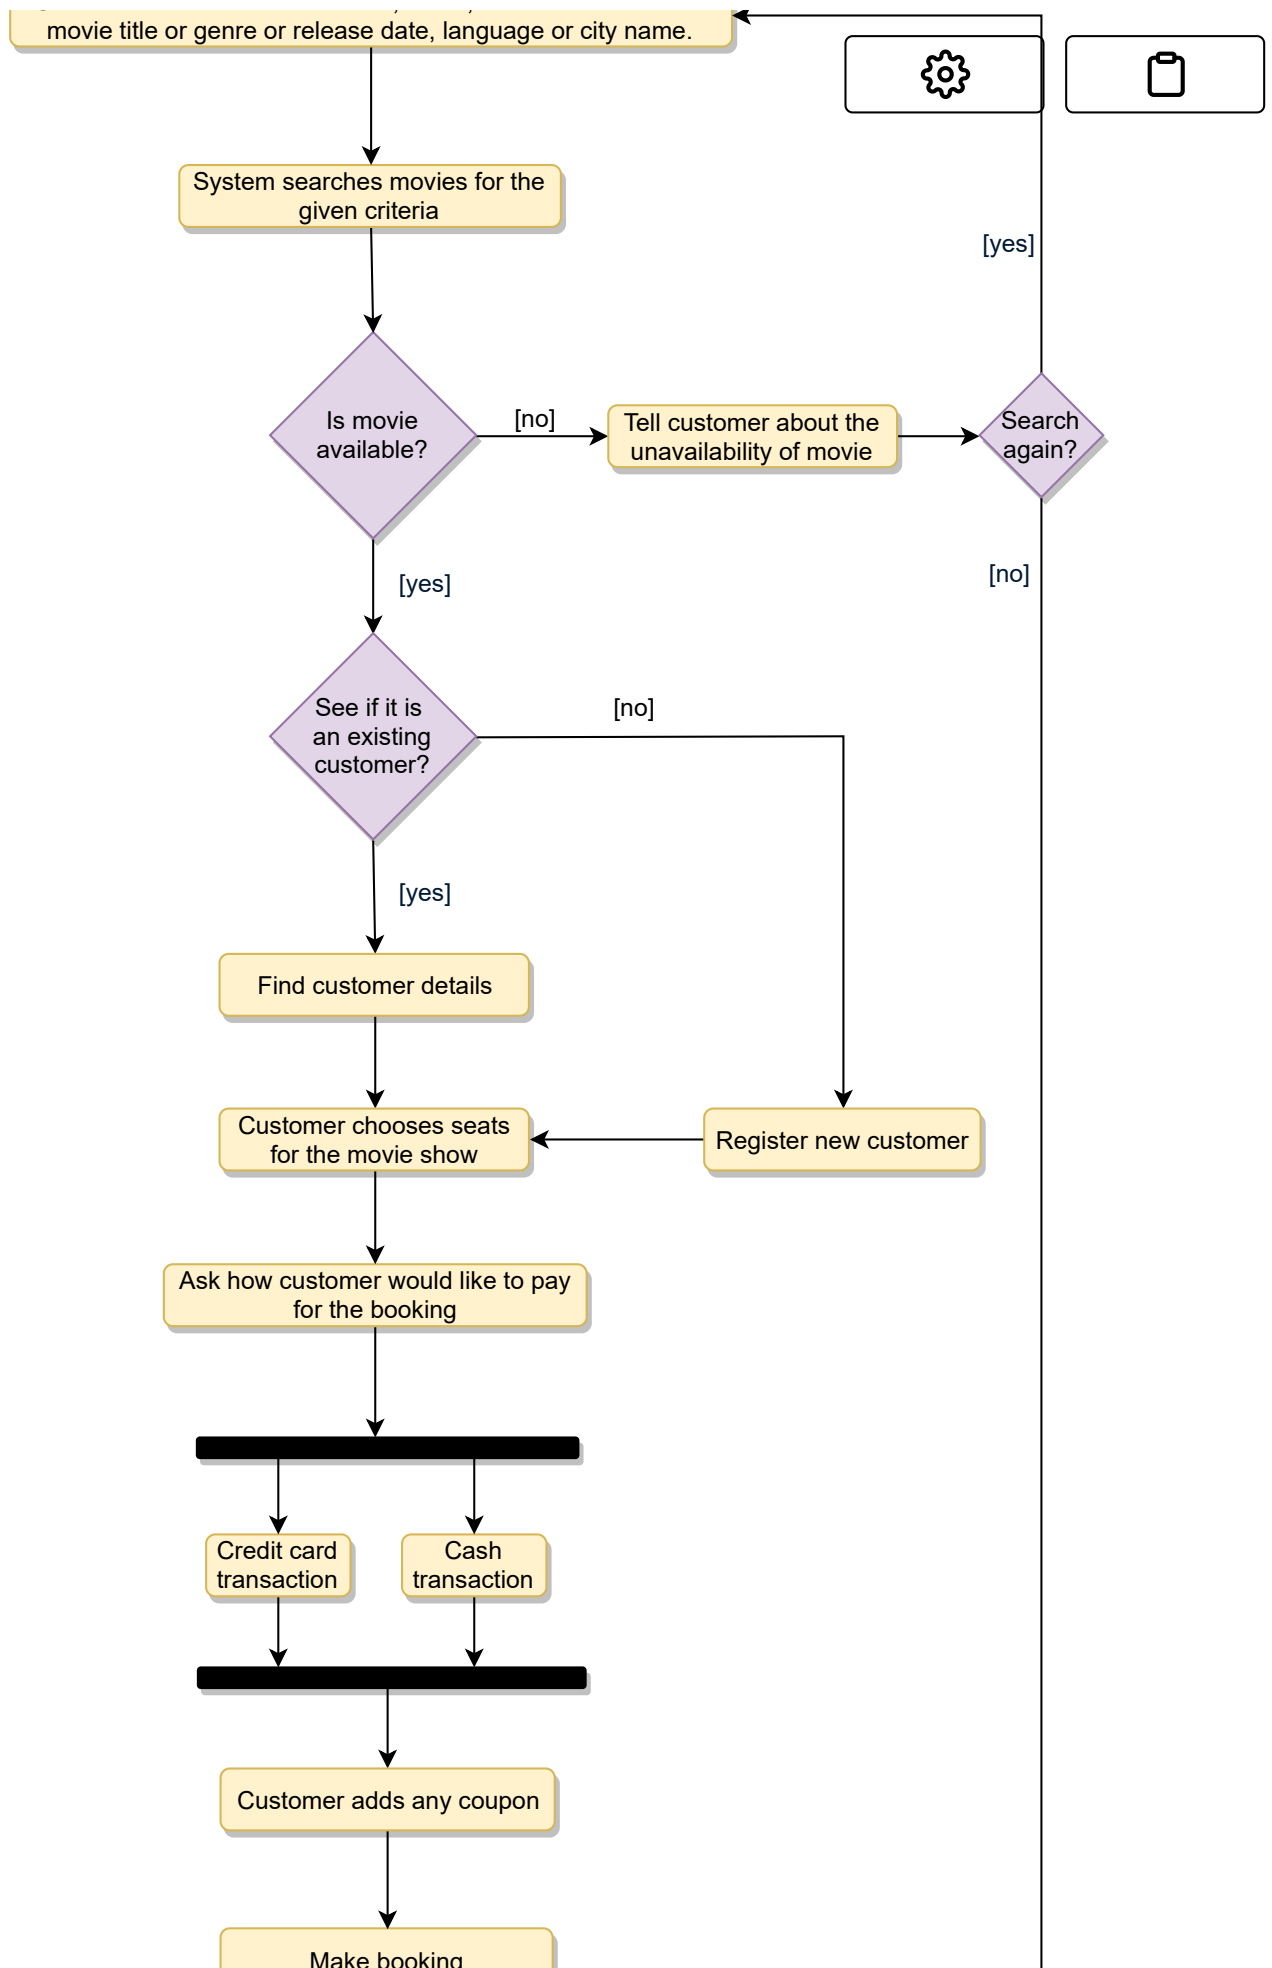 movie title or genre or release date, language or city name.
System searches movies for the
given criteria
[yes]
Is movie
available?
[no]
Tell customer about the
unavailability of movie
Search
again?
[yes]
[no]
See if it is
an existing
customer?
[no]
[yes]
Find customer details
Customer chooses seats
for the movie show
Register new customer
Ask how customer would like to pay
for the booking
Credit card
transaction
Cash
transaction
Customer adds any coupon
Make booking